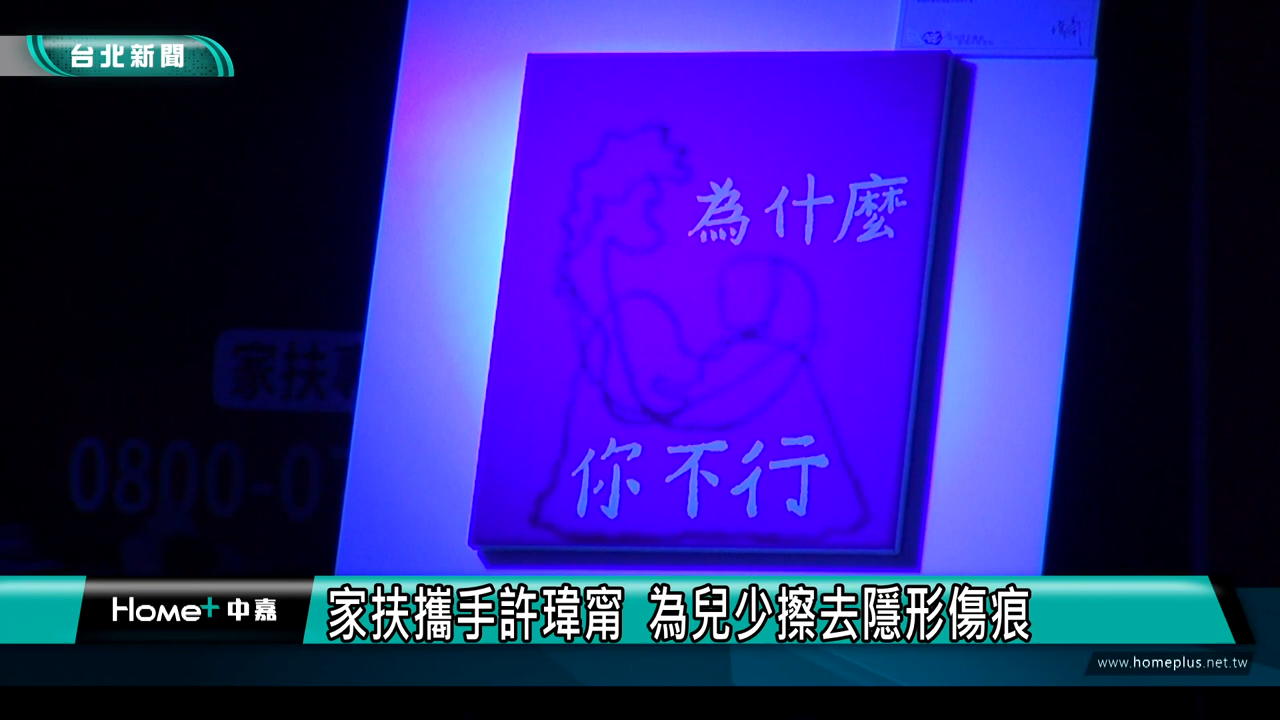 台北新聞
為什麼
家扶
0800-0
你不行
Home+中嘉
家扶攜手許瑋甯 為兒少擦去隱形傷痕
www.homeplus.net.tw